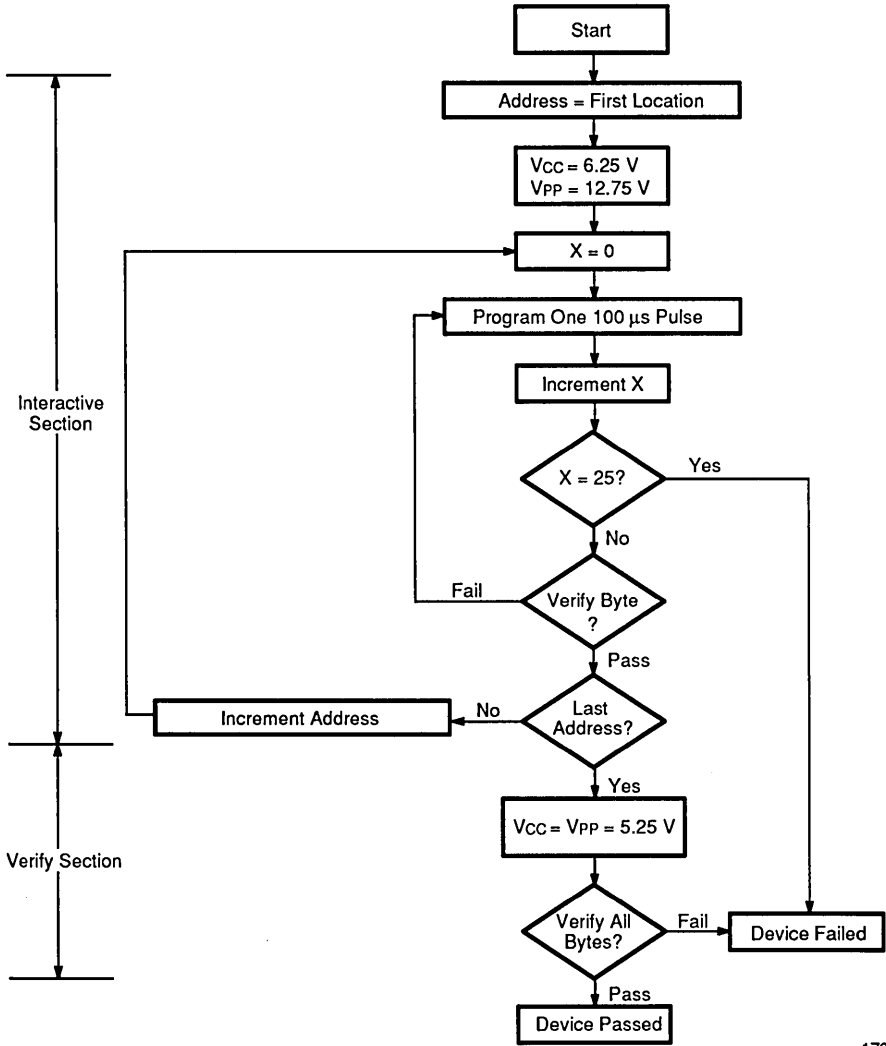 Start
Address = First Location
VCC = 6.25 V
VPP = 12.75 V
X = 0
Program One 100 µs Pulse
Increment X
Interactive
Section
X = 25?
Yes
No
Verify Byte
?
Fail
Pass
Last
Address?
No
Increment Address
Yes
VCC = VPP = 5.25 V
Verify Section
Verify All
Bytes?
Fail
Device Failed
Pass
Device Passed